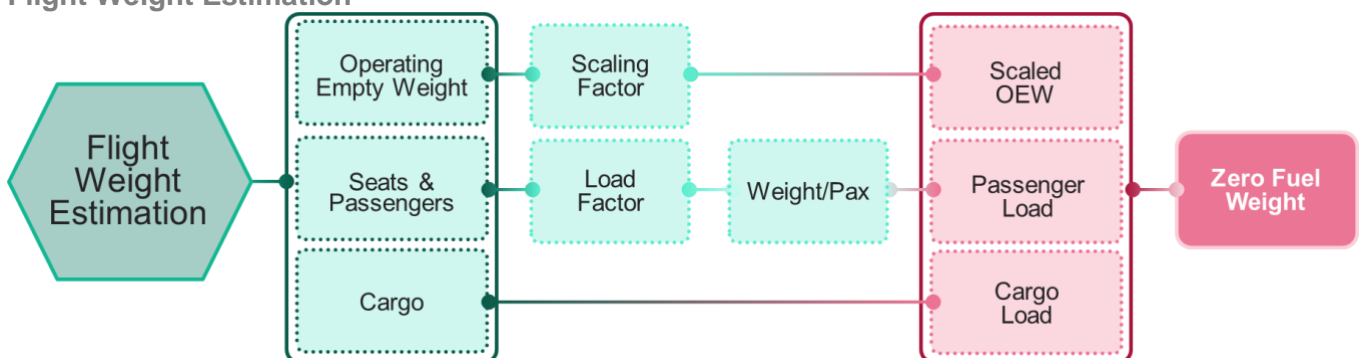 Flight Weight Estimation
Flight
Weight
Estimation
Operating
Empty Weight
Scaling
Factor
Scaled
OEW
Seats &
Passengers
Load
Factor
Weight/Pax
Passenger
Load
Zero Fuel
Weight
Cargo
Cargo
Load